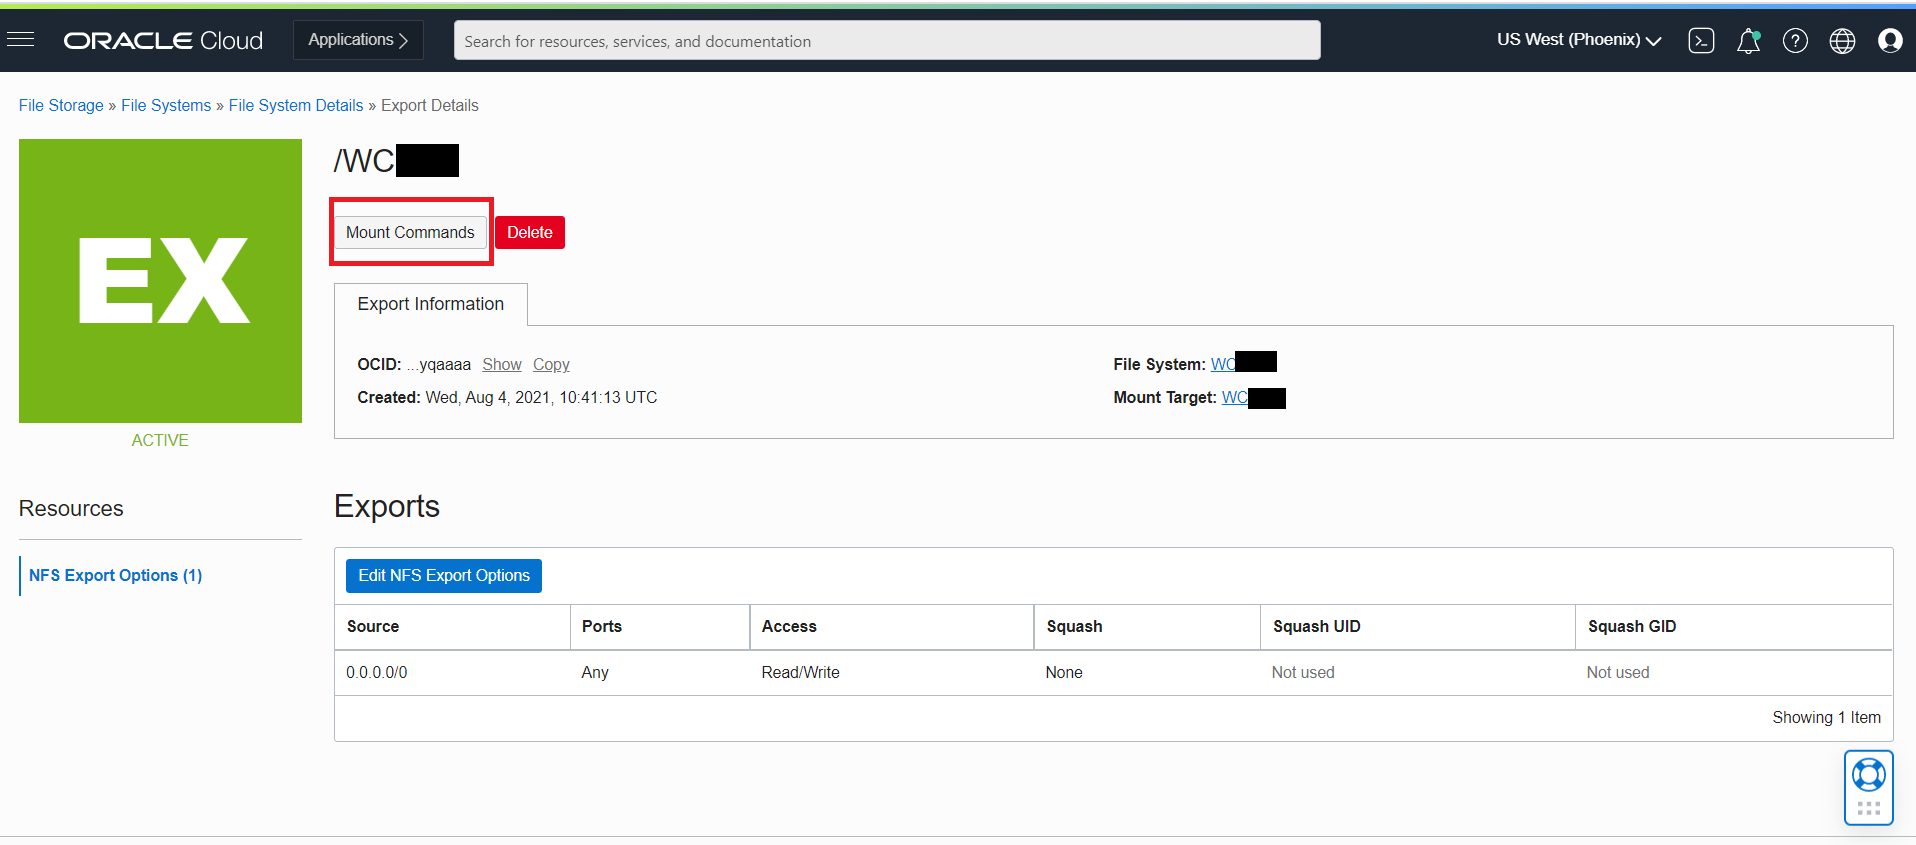 ORACLE Cloud Applications Search for resources, services, and documentation US West (Phoenix)
File Storage » File Systems » File System Details » Export Details
EX
ACTIVE
/WC
Mount Commands Delete
Export Information
OCID: ...yqaaaa Show Copy
Created: Wed, Aug 4, 2021, 10:41:13 UTC
File System: WC
Mount Target: WC
Resources
NFS Export Options (1)
Exports
Edit NFS Export Options
Source Ports Access Squash Squash UID Squash GID
0.0.0.0/0 Any Read/Write None Not used Not used
Showing 1 Item